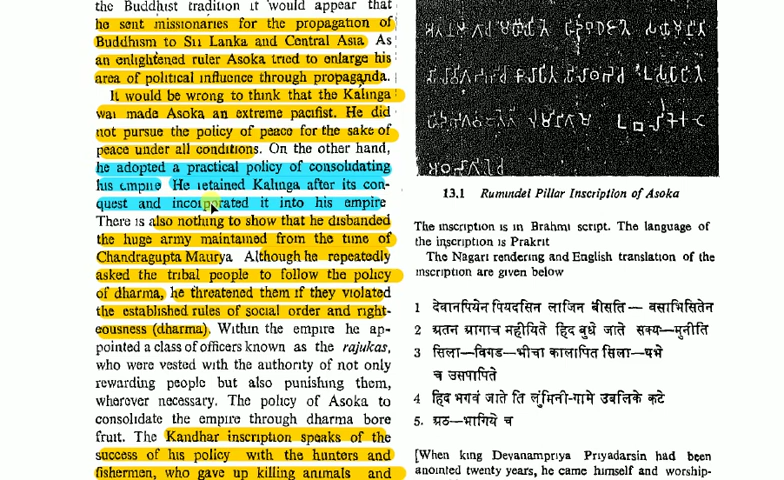 the Buddhist tradition it would appear that
he sent missionaries for the propagation of
Buddhism to Sri Lanka and Central Asia As
an enlightened ruler Asoka tried to enlarge his
area of political influence through propaganda.
It would be wrong to think that the Kalinga
war made Asoka an extreme pacifist. He did
not pursue the policy of peace for the sake of
peace under all conditions. On the other hand,
he adopted a practical policy of consolidating
his empire He retained Kalinga after its con-
quest and incorporated it into his empire
There is also nothing to show that he disbanded
the huge army maintained from the time of
Chandragupta Maurya Although he repeatedly
asked the tribal people to follow the policy
of dharma, he threatened them if they violated
the established rules of social order and right-
eousness (dharma). Within the empire he ap-
pointed a class of officers known as the rajukas,
who were vested with the authority of not only
rewarding people but also punishing them,
wherever necessary. The policy of Asoka to
consolidate the empire through dharma bore
fruit. The Kandhar inscription speaks of the
success of his policy with the hunters and
fishermen, who gave up killing animals and
13.1 Rumindei Pillar Inscription of Asoka
The inscription is in Brahmi script. The language of
the inscription is Prakrit
The Nagari rendering and English translation of the
inscription are given below
1 देवानपियेन पियदसिन लाजिन बीसति— वसाभिसितेन
2 अतन आगाच महीयिते हिद बुधे जाते सक्य—मुनीति
3 सिला—विगड—भीचा कालापित सिला—थभे
च उसपापिते
4 हिद भगवं जाते ति लुंमिनी-गामे उबलिके कटे
5. अठ—भागिये च
[When king Devanampriya Priyadarsin had been
anointed twenty years, he came himself and worship-